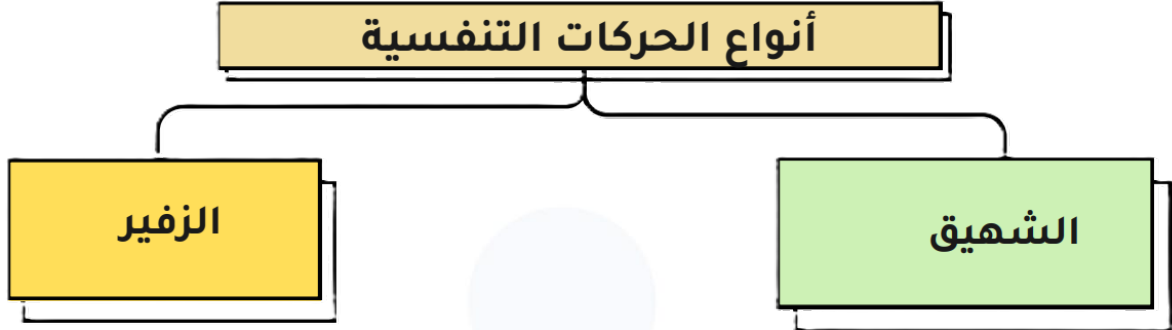 أنواع الحركات التنفسية
الشهيق
الزفير